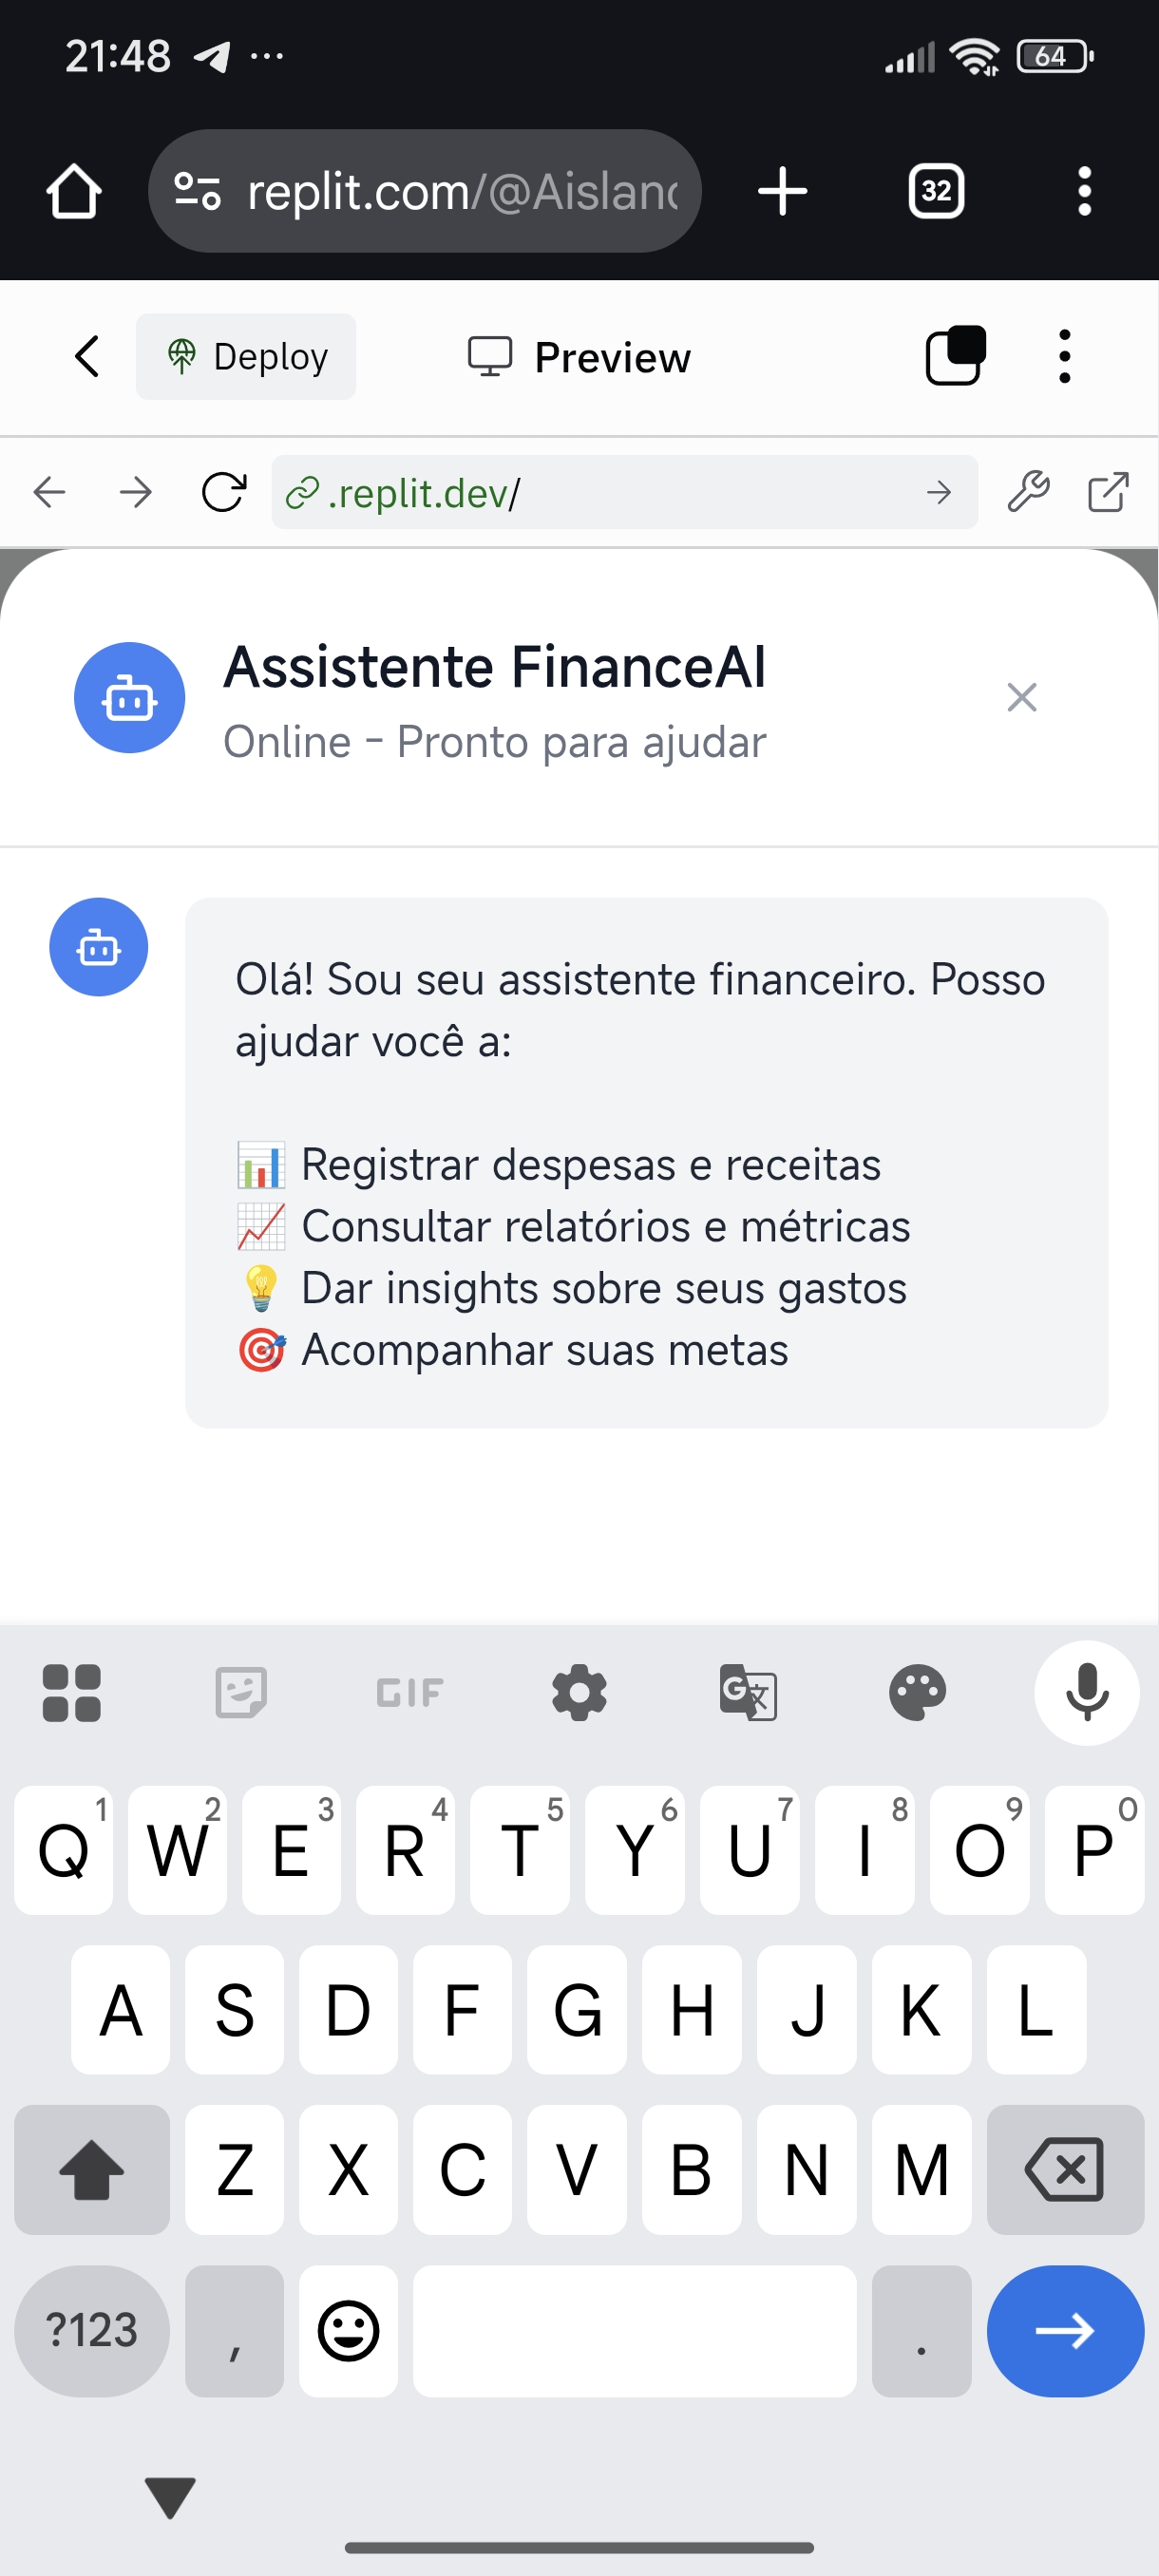 21:48
64
replit.com/@Aislan
32
Deploy
Preview
.replit.dev/
Assistente FinanceAI
Online - Pronto para ajudar
Olá! Sou seu assistente financeiro. Posso
ajudar você a:
📊 Registrar despesas e receitas
📈 Consultar relatórios e métricas
💡 Dar insights sobre seus gastos
🎯 Acompanhar suas metas
GIF
G文
1 2 3 4 5 6 7 8 9 0
Q W E R T Y U I O P
A S D F G H J K L
Z X C V B N M
?123 , .